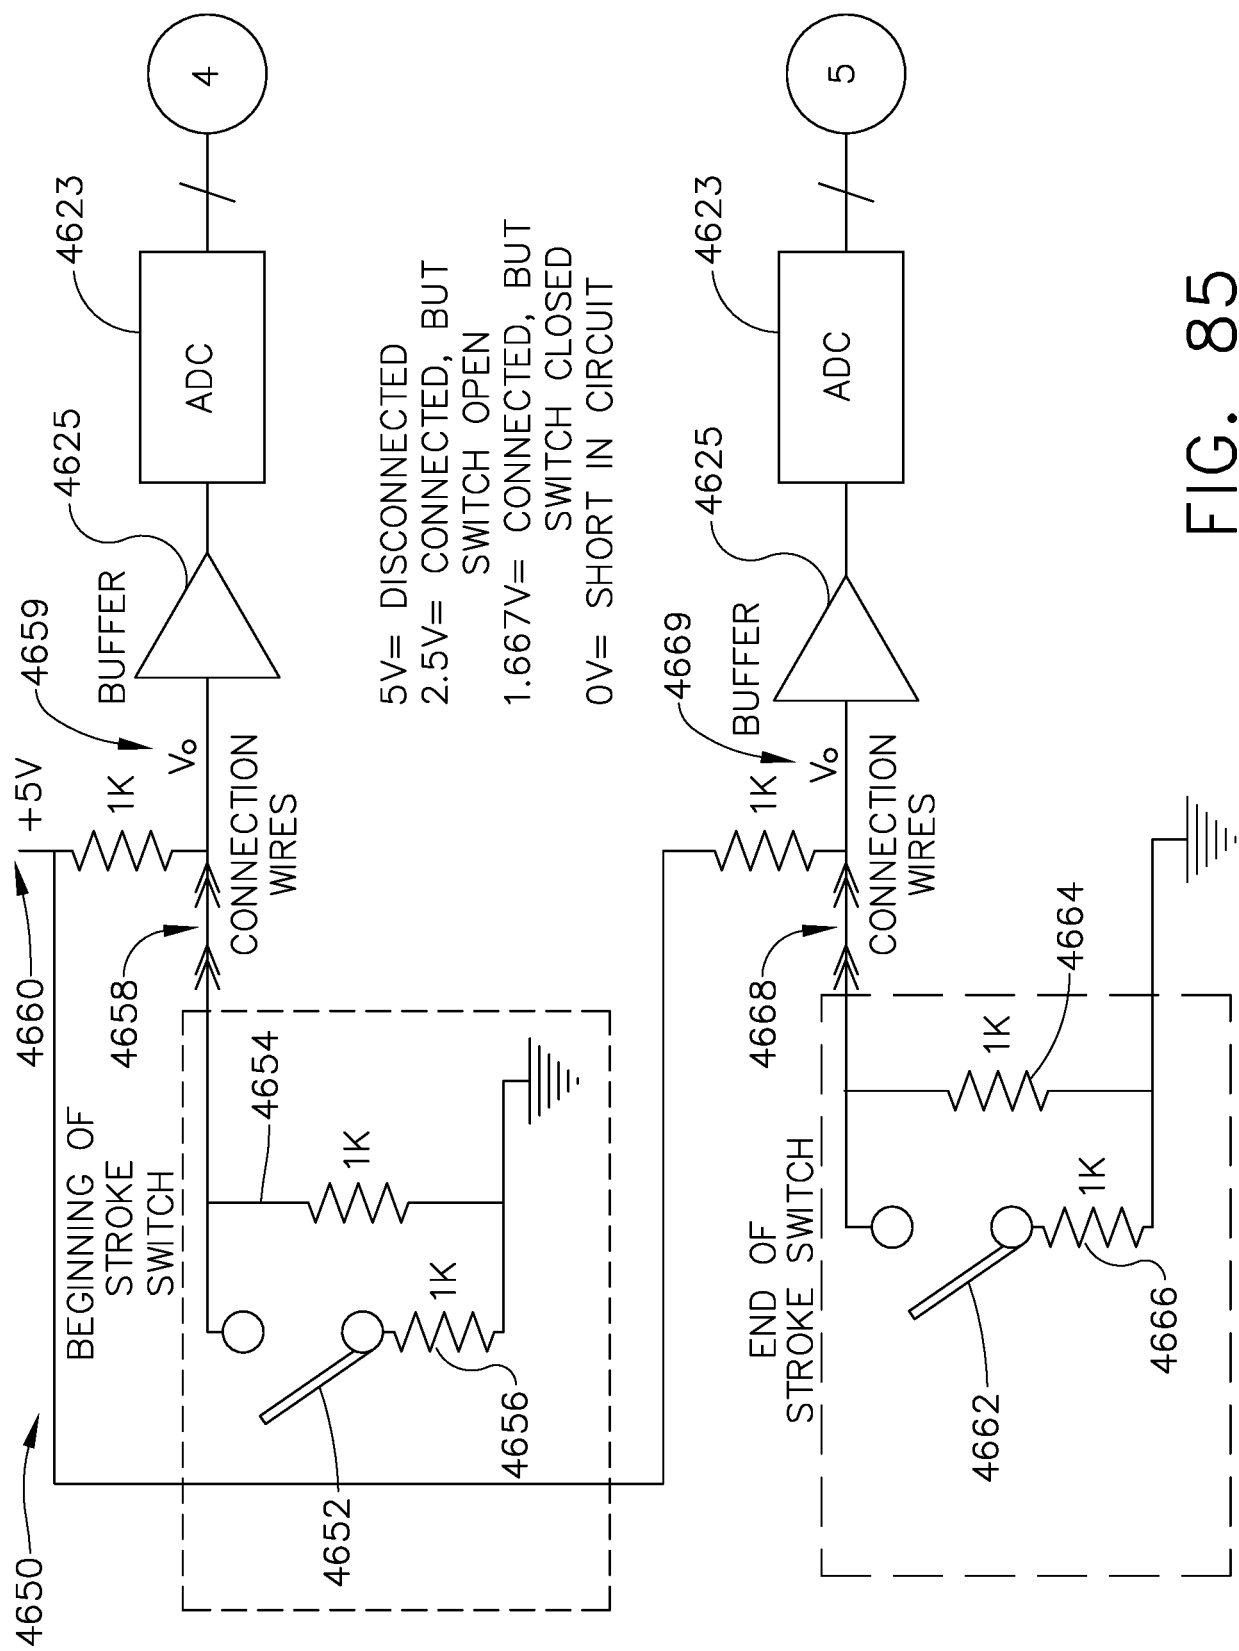 4650
4660
+5V
1K
4659
BEGINNING OF
STROKE
SWITCH
4658
CONNECTION
WIRES
Vo
BUFFER
4625
ADC
4623
4
4652
4656
1K
1K
4654
5V= DISCONNECTED
2.5V= CONNECTED, BUT
SWITCH OPEN
1.667V= CONNECTED, BUT
SWITCH CLOSED
0V= SHORT IN CIRCUIT
END OF
STROKE SWITCH
4668
1K
4669
CONNECTION
WIRES
Vo
BUFFER
4625
ADC
4623
5
4662
4666
1K
1K
4664
FIG. 85